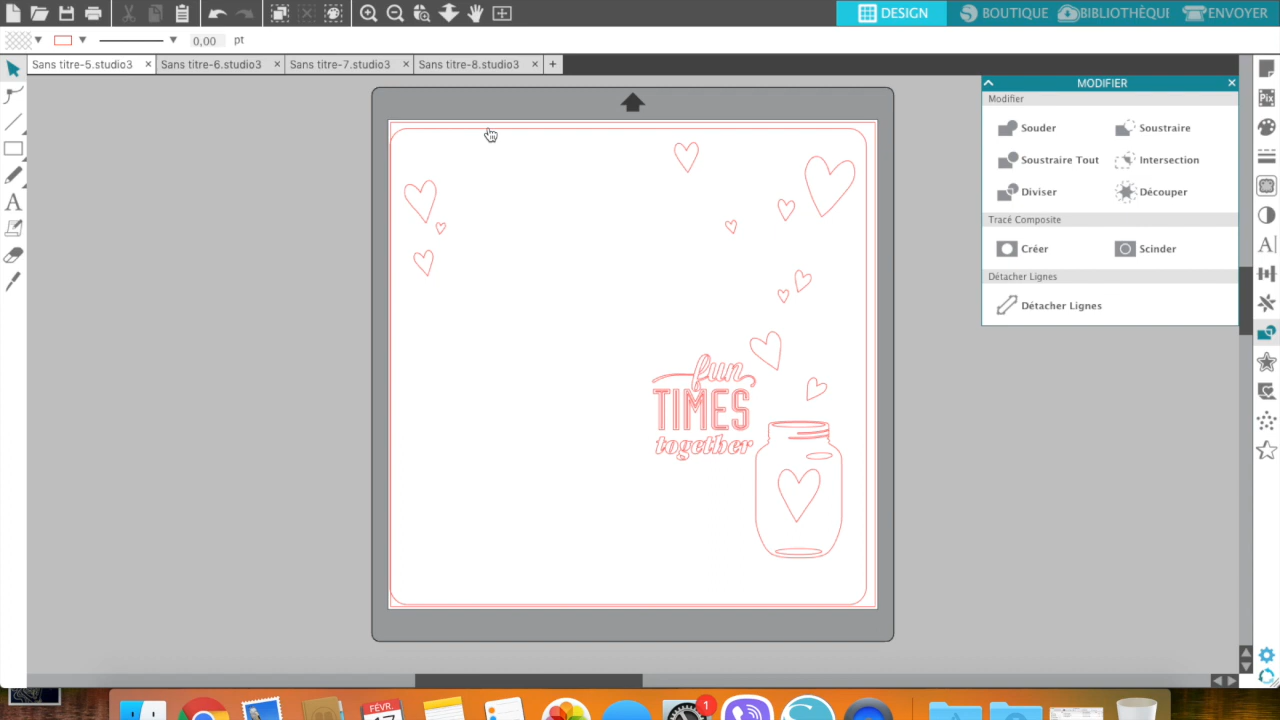 DESIGN
BOUTIQUE
BIBLIOTHÈQUE
ENVOYER
0,00 pt
Sans titre-5.studio3
Sans titre-6.studio3
Sans titre-7.studio3
Sans titre-8.studio3
MODIFIER
Modifier
Souder
Soustraire
Soustraire Tout
Intersection
Diviser
Découper
Tracé Composite
Créer
Scinder
Détacher Lignes
Détacher Lignes
Pix
fun
TIMES
together
FÉVR.
17
1